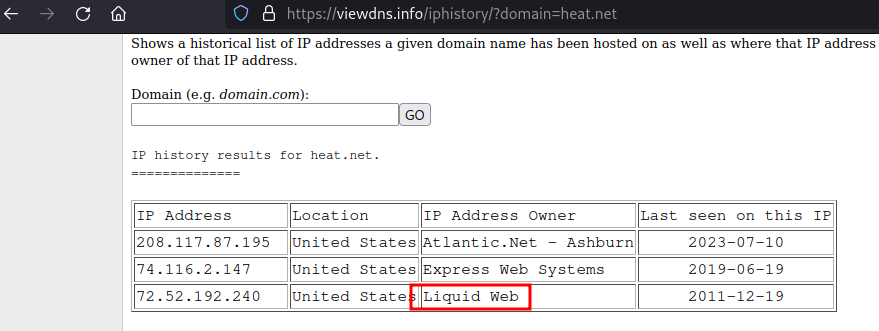 https://viewdns.info/iphistory/?domain=heat.net
Shows a historical list of IP addresses a given domain name has been hosted on as well as where that IP address
owner of that IP address.
Domain (e.g. domain.com):
GO
IP history results for heat.net.
==============
IP Address Location IP Address Owner Last seen on this IP
208.117.87.195 United States Atlantic.Net - Ashburn 2023-07-10
74.116.2.147 United States Express Web Systems 2019-06-19
72.52.192.240 United States Liquid Web 2011-12-19